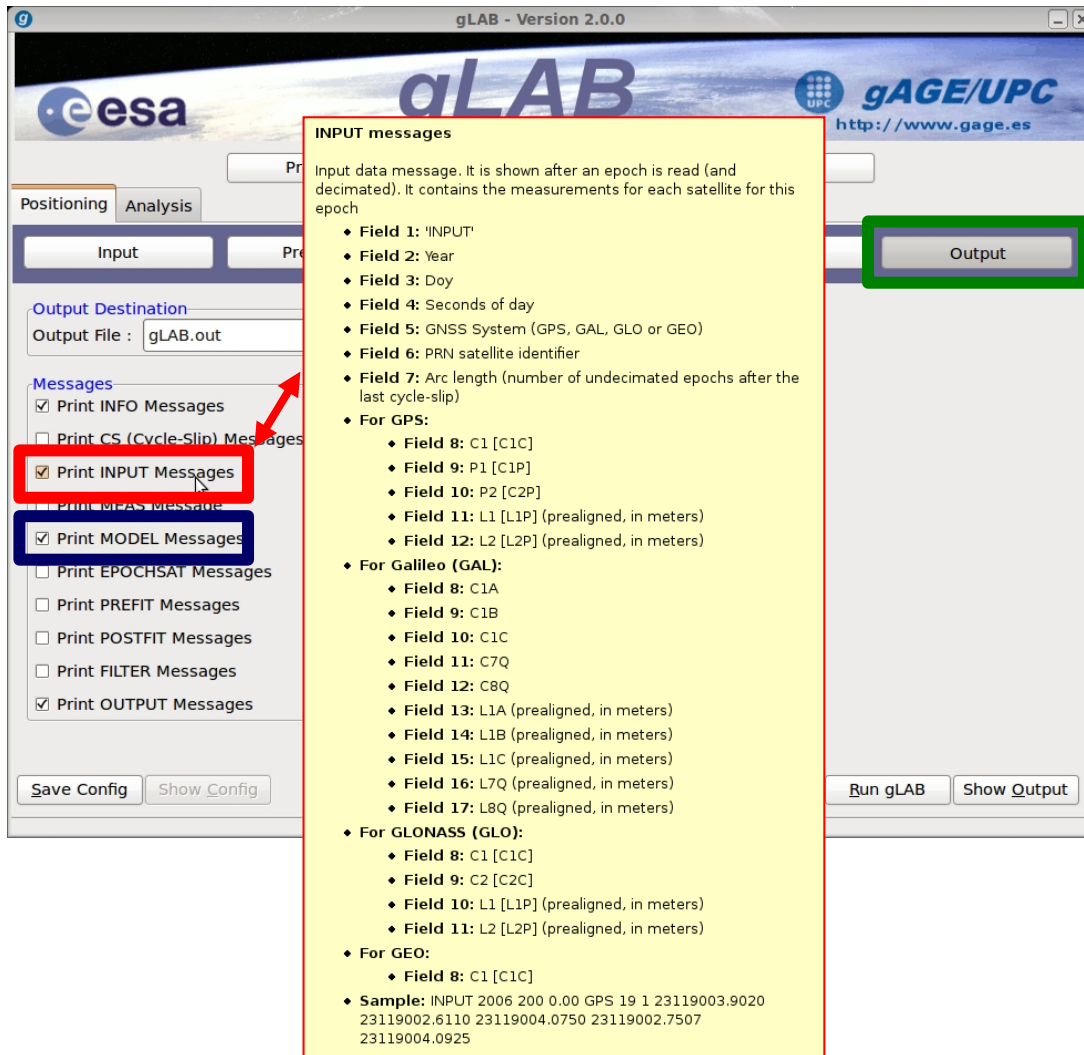 gLAB - Version 2.0.0
esa
gLAB
UPC
gAGE/UPC
http://www.gage.es
Positioning
Analysis
Input
Output
Output Destination
Output File :
gLAB.out
Messages
Print INFO Messages
Print CS (Cycle-Slip) Messages
Print INPUT Messages
Print MEAS Message
Print MODEL Messages
Print EPOCHSAT Messages
Print PREFIT Messages
Print POSTFIT Messages
Print FILTER Messages
Print OUTPUT Messages
Save Config
Show Config
Run gLAB
Show Output
INPUT messages
Input data message. It is shown after an epoch is read (and
decimated). It contains the measurements for each satellite for this
epoch
Field 1: 'INPUT'
Field 2: Year
Field 3: Doy
Field 4: Seconds of day
Field 5: GNSS System (GPS, GAL, GLO or GEO)
Field 6: PRN satellite identifier
Field 7: Arc length (number of undecimated epochs after the
last cycle-slip)
For GPS:
Field 8: C1 [C1C]
Field 9: P1 [C1P]
Field 10: P2 [C2P]
Field 11: L1 [L1P] (prealigned, in meters)
Field 12: L2 [L2P] (prealigned, in meters)
For Galileo (GAL):
Field 8: C1A
Field 9: C1B
Field 10: C1C
Field 11: C7Q
Field 12: C8Q
Field 13: L1A (prealigned, in meters)
Field 14: L1B (prealigned, in meters)
Field 15: L1C (prealigned, in meters)
Field 16: L7Q (prealigned, in meters)
Field 17: L8Q (prealigned, in meters)
For GLONASS (GLO):
Field 8: C1 [C1C]
Field 9: C2 [C2C]
Field 10: L1 [L1P] (prealigned, in meters)
Field 11: L2 [L2P] (prealigned, in meters)
For GEO:
Field 8: C1 [C1C]
Sample: INPUT 2006 200 0.00 GPS 19 1 23119003.9020
23119002.6110 23119004.0750 23119002.7507
23119004.0925